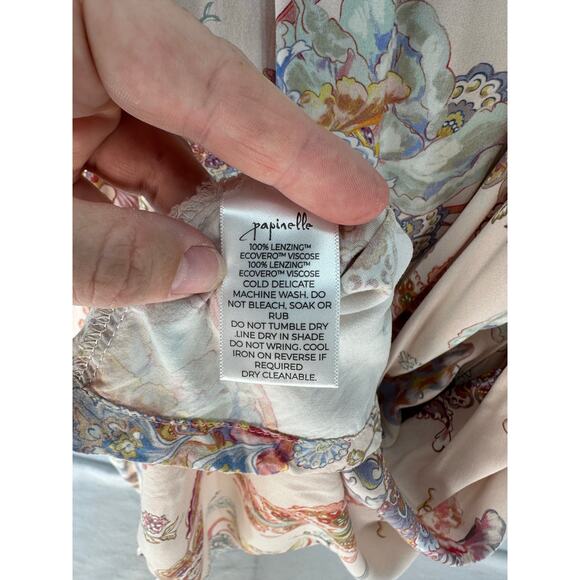 papinelle
100% LENZING™
ECOVERO™ VISCOSE
100% LENZING™
ECOVERO™ VISCOSE
COLD DELICATE
MACHINE WASH. DO
NOT BLEACH, SOAK OR
RUB
DO NOT TUMBLE DRY
.LINE DRY IN SHADE
DO NOT WRING. COOL
IRON ON REVERSE IF
REQUIRED
DRY CLEANABLE.